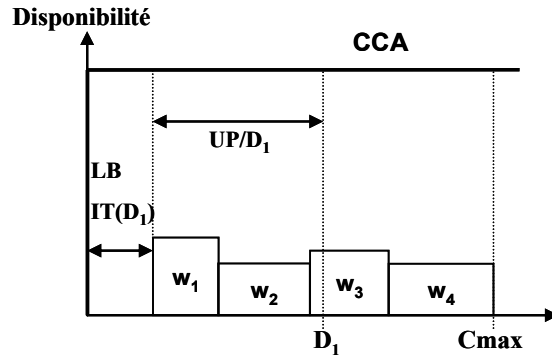 Disponibilité
CCA
UP/D₁
LB
IT(D₁)
w₁
w₂
w₃
w₄
D₁
Cmax